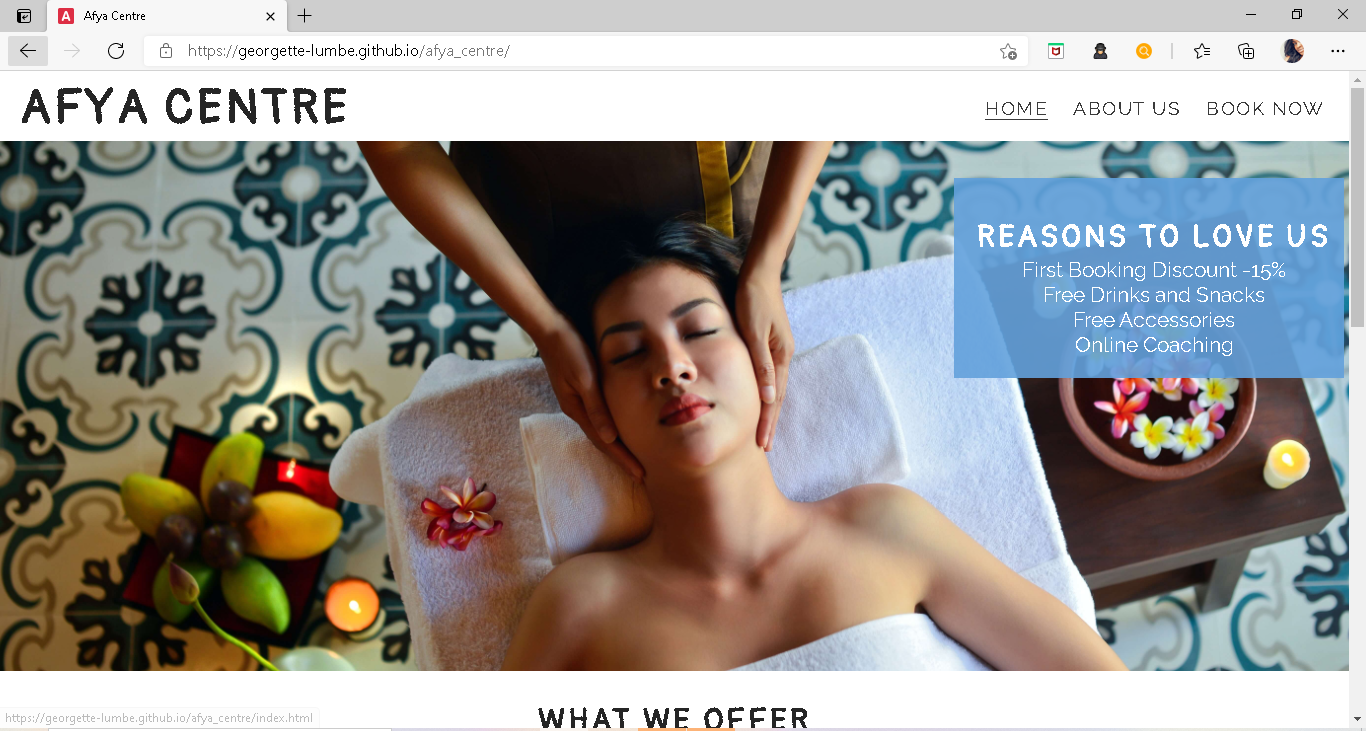 Afya Centre
https://georgette-lumbe.github.io/afya_centre/
AFYA CENTRE
HOME ABOUT US BOOK NOW
REASONS TO LOVE US
First Booking Discount -15%
Free Drinks and Snacks
Free Accessories
Online Coaching
WHAT WE OFFER
https://georgette-lumbe.github.io/afya_centre/index.html